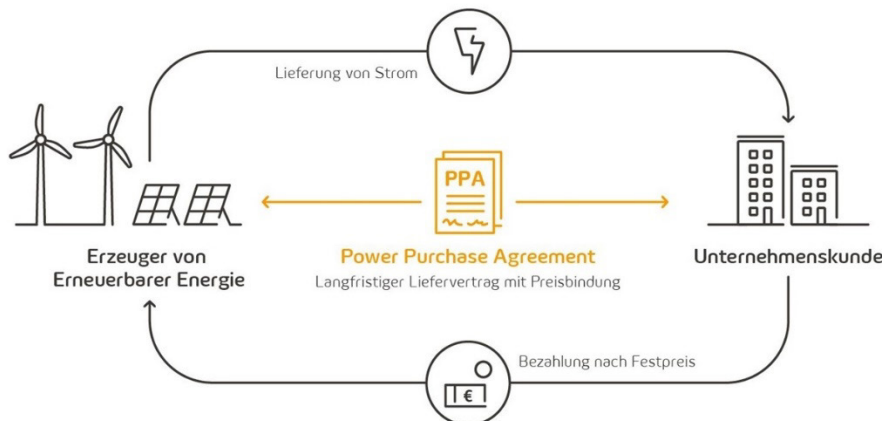 Lieferung von Strom
PPA
Erzeuger von
Erneuerbarer Energie
Power Purchase Agreement
Langfristiger Liefervertrag mit Preisbindung
Unternehmenskunde
Bezahlung nach Festpreis
€